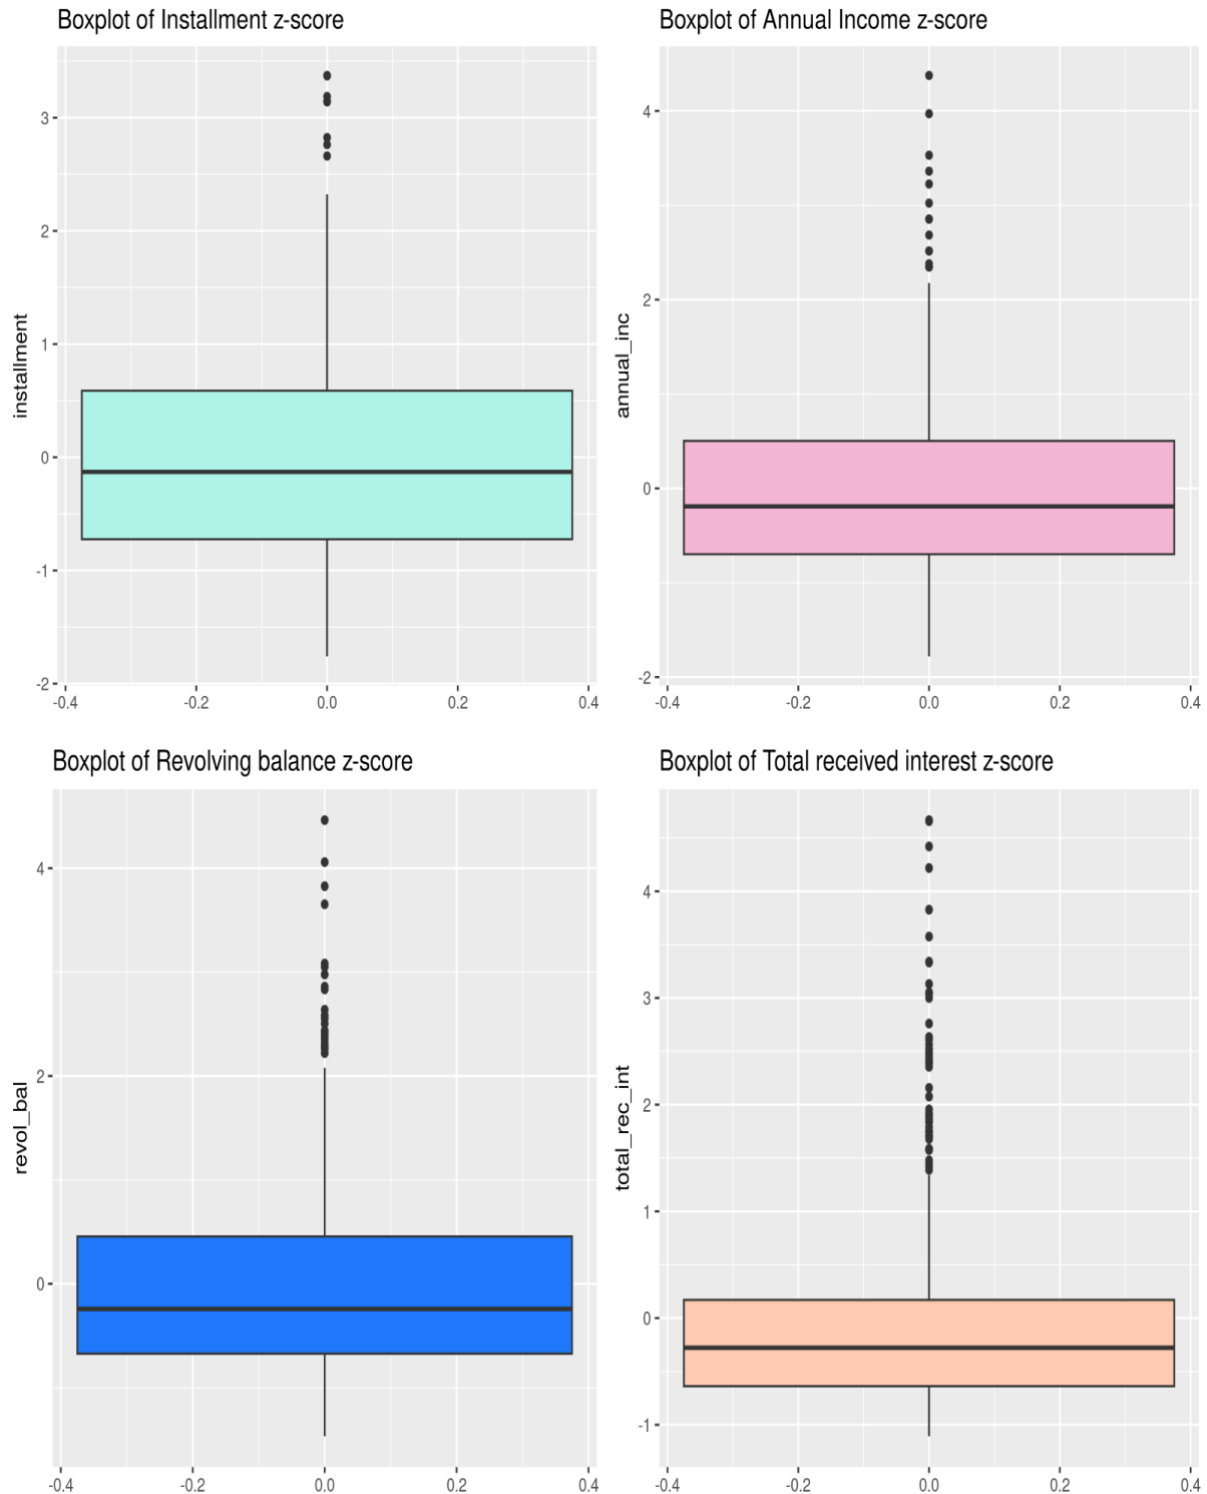 Boxplot of Installment z-score
installment
3
2
1
0
-1
-2
-0.4 -0.2 0.0 0.2 0.4
Boxplot of Annual Income z-score
annual_inc
4
2
0
-2
-0.4 -0.2 0.0 0.2 0.4
Boxplot of Revolving balance z-score
revol_bal
4
2
0
-0.4 -0.2 0.0 0.2 0.4
Boxplot of Total received interest z-score
total_rec_int
4
3
2
1
0
-1
-0.4 -0.2 0.0 0.2 0.4